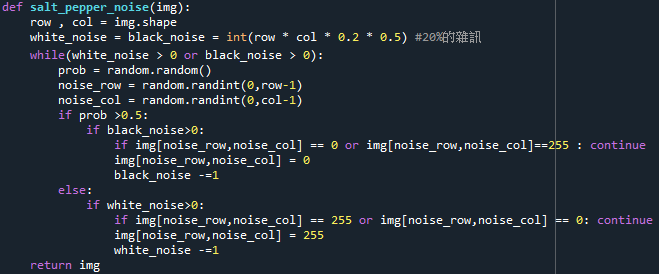 def salt_pepper_noise(img):
    row , col = img.shape
    white_noise = black_noise = int(row * col * 0.2 * 0.5) #20%的雜訊
    while(white_noise > 0 or black_noise > 0):
        prob = random.random()
        noise_row = random.randint(0,row-1)
        noise_col = random.randint(0,col-1)
        if prob >0.5:
            if black_noise>0:
                if img[noise_row,noise_col] == 0 or img[noise_row,noise_col]==255 : continue
                img[noise_row,noise_col] = 0
                black_noise -=1
        else:
            if white_noise>0:
                if img[noise_row,noise_col] == 255 or img[noise_row,noise_col] == 0: continue
                img[noise_row,noise_col] = 255
                white_noise -=1
    return img